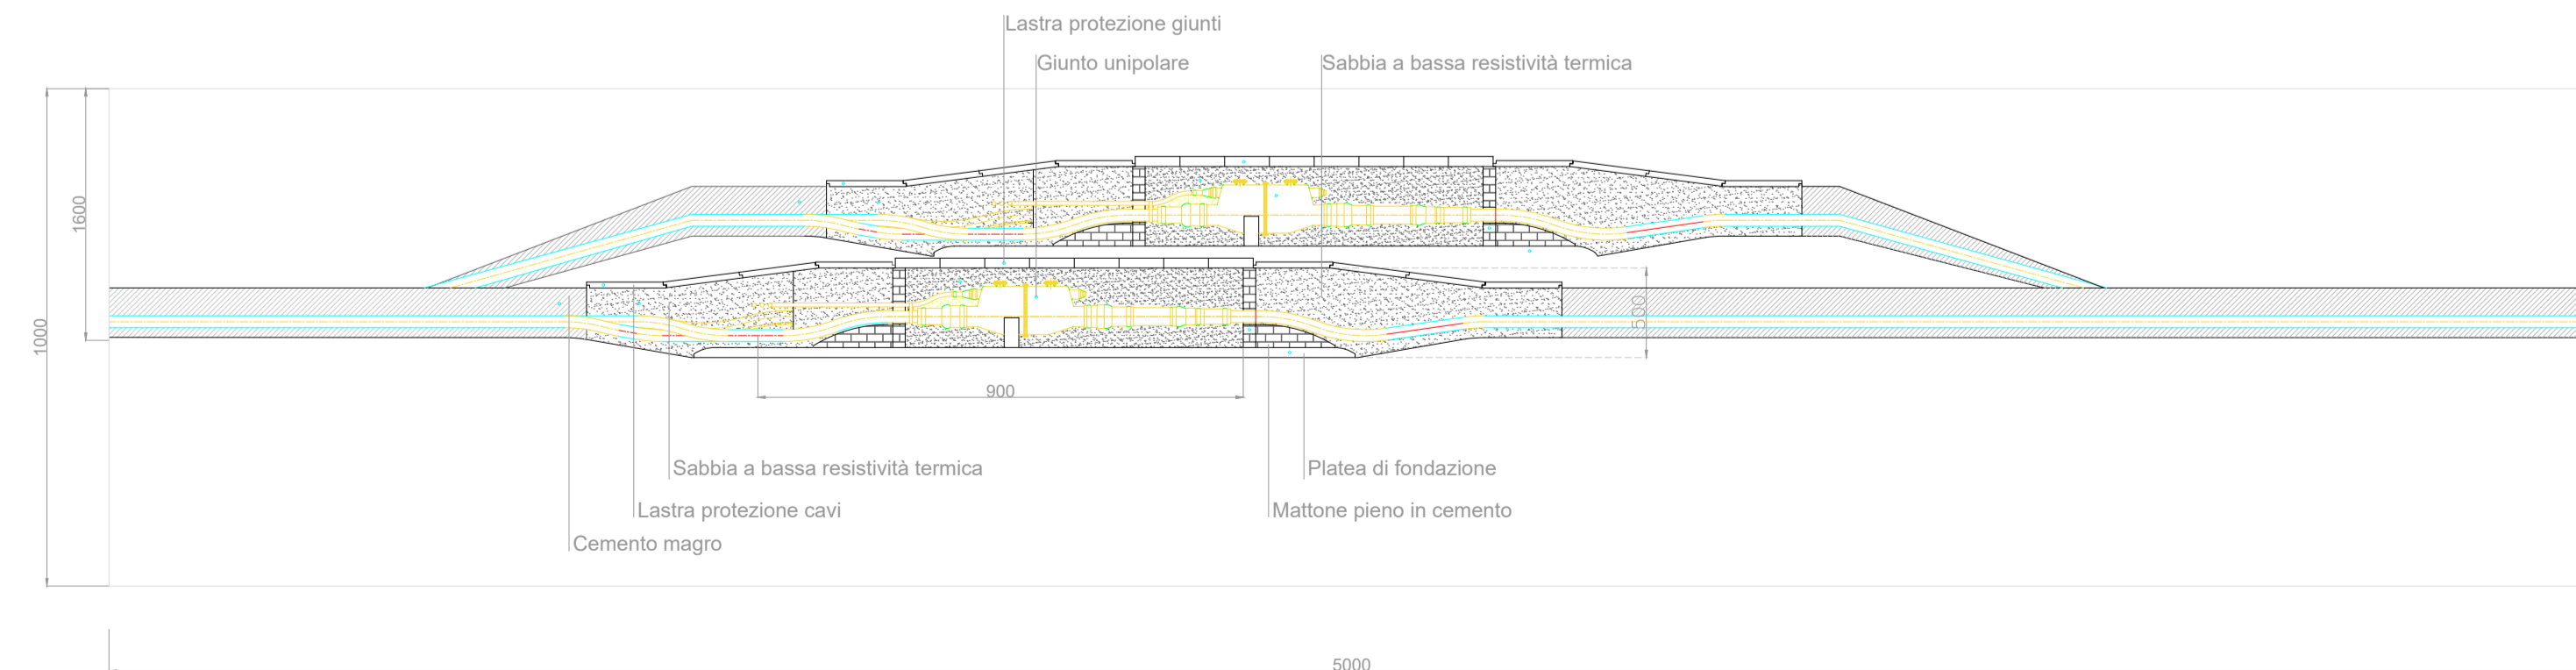 Lastra protezione giunti
Giunto unipolare
Sabbia a bassa resistività termica
1600
1000
500
900
Sabbia a bassa resistività termica
Platea di fondazione
Lastra protezione cavi
Mattone pieno in cemento
Cemento magro
5000